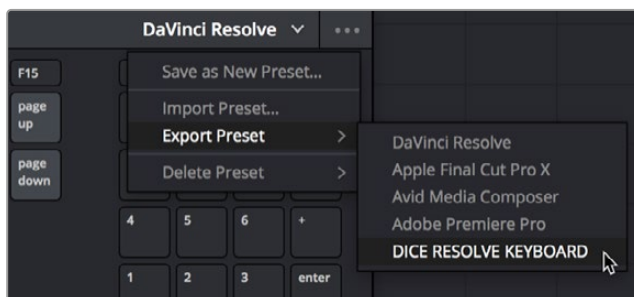 DaVinci Resolve
F15
Save as New Preset...
page
up
Import Preset...
Export Preset
DaVinci Resolve
page
down
Delete Preset
Apple Final Cut Pro X
Avid Media Composer
4 5 6 +
Adobe Premiere Pro
DICE RESOLVE KEYBOARD
1 2 3 enter